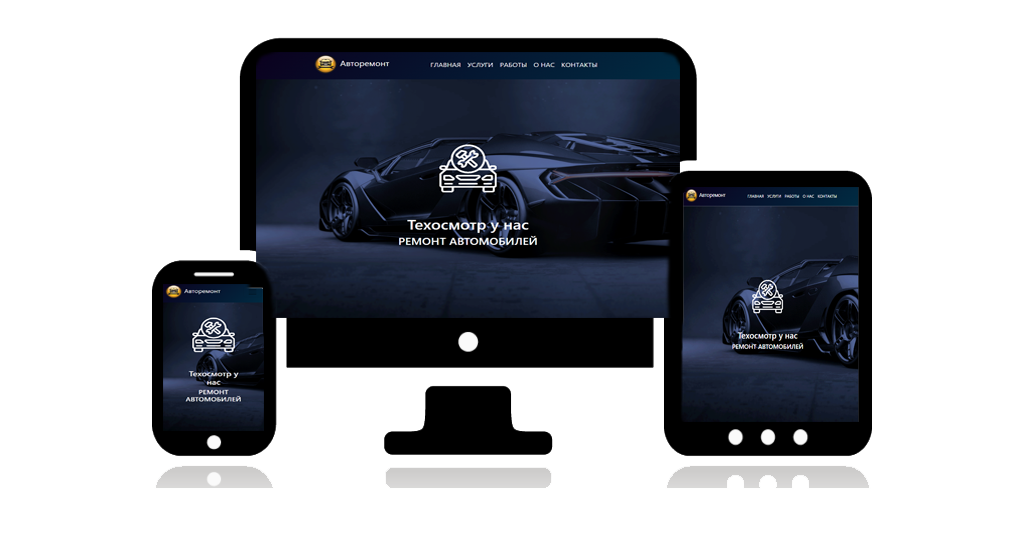 Авторемонт
ГЛАВНАЯ УСЛУГИ РАБОТЫ О НАС КОНТАКТЫ
Техосмотр у нас
РЕМОНТ АВТОМОБИЛЕЙ
Авторемонт
ГЛАВНАЯ УСЛУГИ РАБОТЫ О НАС КОНТАКТЫ
Техосмотр у нас
РЕМОНТ АВТОМОБИЛЕЙ
Авторемонт
Техосмотр у
нас
РЕМОНТ
АВТОМОБИЛЕЙ